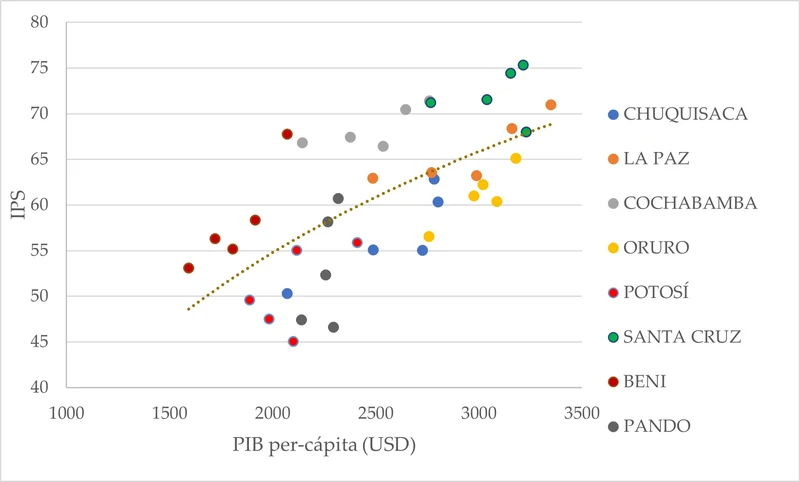 80
75
70
65
60
55
50
45
40
IPS
1000 1500 2000 2500 3000 3500
PIB per-cápita (USD)
CHUQUISACA
LA PAZ
COCHABAMBA
ORURO
POTOSÍ
SANTA CRUZ
BENI
PANDO